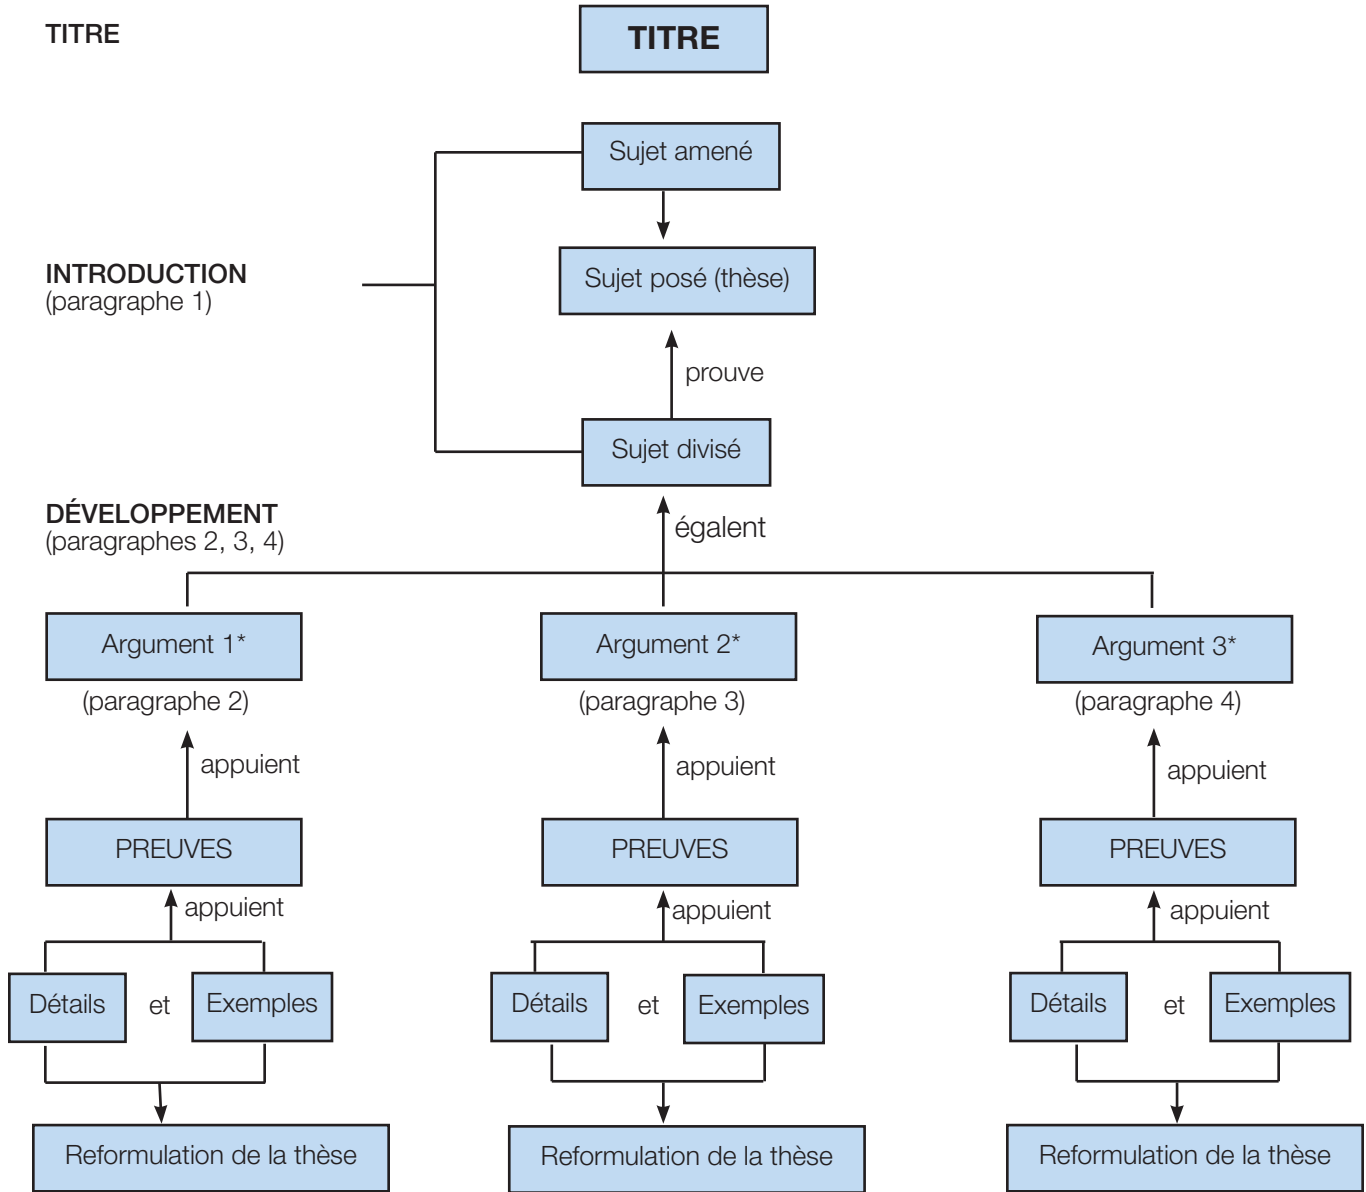 TITRE
TITRE
Sujet amené
INTRODUCTION
(paragraphe 1)
Sujet posé (thèse)
prouve
Sujet divisé
DÉVELOPPEMENT
(paragraphes 2, 3, 4)
égalent
Argument 1*
Argument 2*
Argument 3*
(paragraphe 2)
(paragraphe 3)
(paragraphe 4)
appuient
appuient
appuient
PREUVES
PREUVES
PREUVES
appuient
appuient
appuient
Détails et Exemples
Détails et Exemples
Détails et Exemples
Reformulation de la thèse
Reformulation de la thèse
Reformulation de la thèse